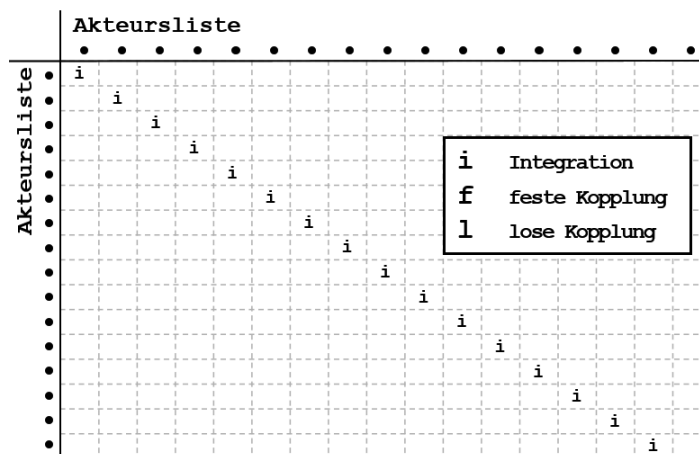 Akteursliste
Akteursliste
i
i
i
i
i Integration
f feste Kopplung
l lose Kopplung
i
i
i
i
i
i
i
i
i
i
i
i